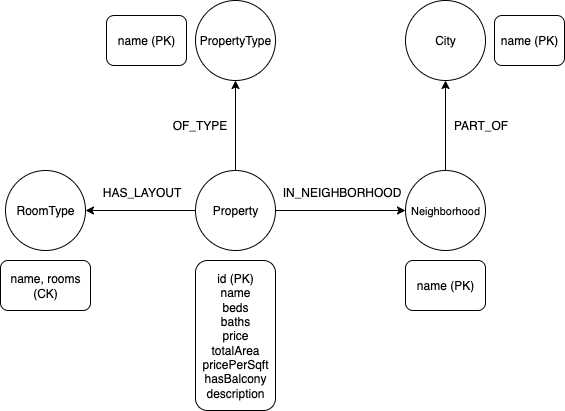 name (PK)
PropertyType
City
name (PK)
OF_TYPE
PART_OF
HAS_LAYOUT
IN_NEIGHBORHOOD
RoomType
Property
Neighborhood
name, rooms
(CK)
id (PK)
name
beds
baths
price
totalArea
pricePerSqft
hasBalcony
description
name (PK)